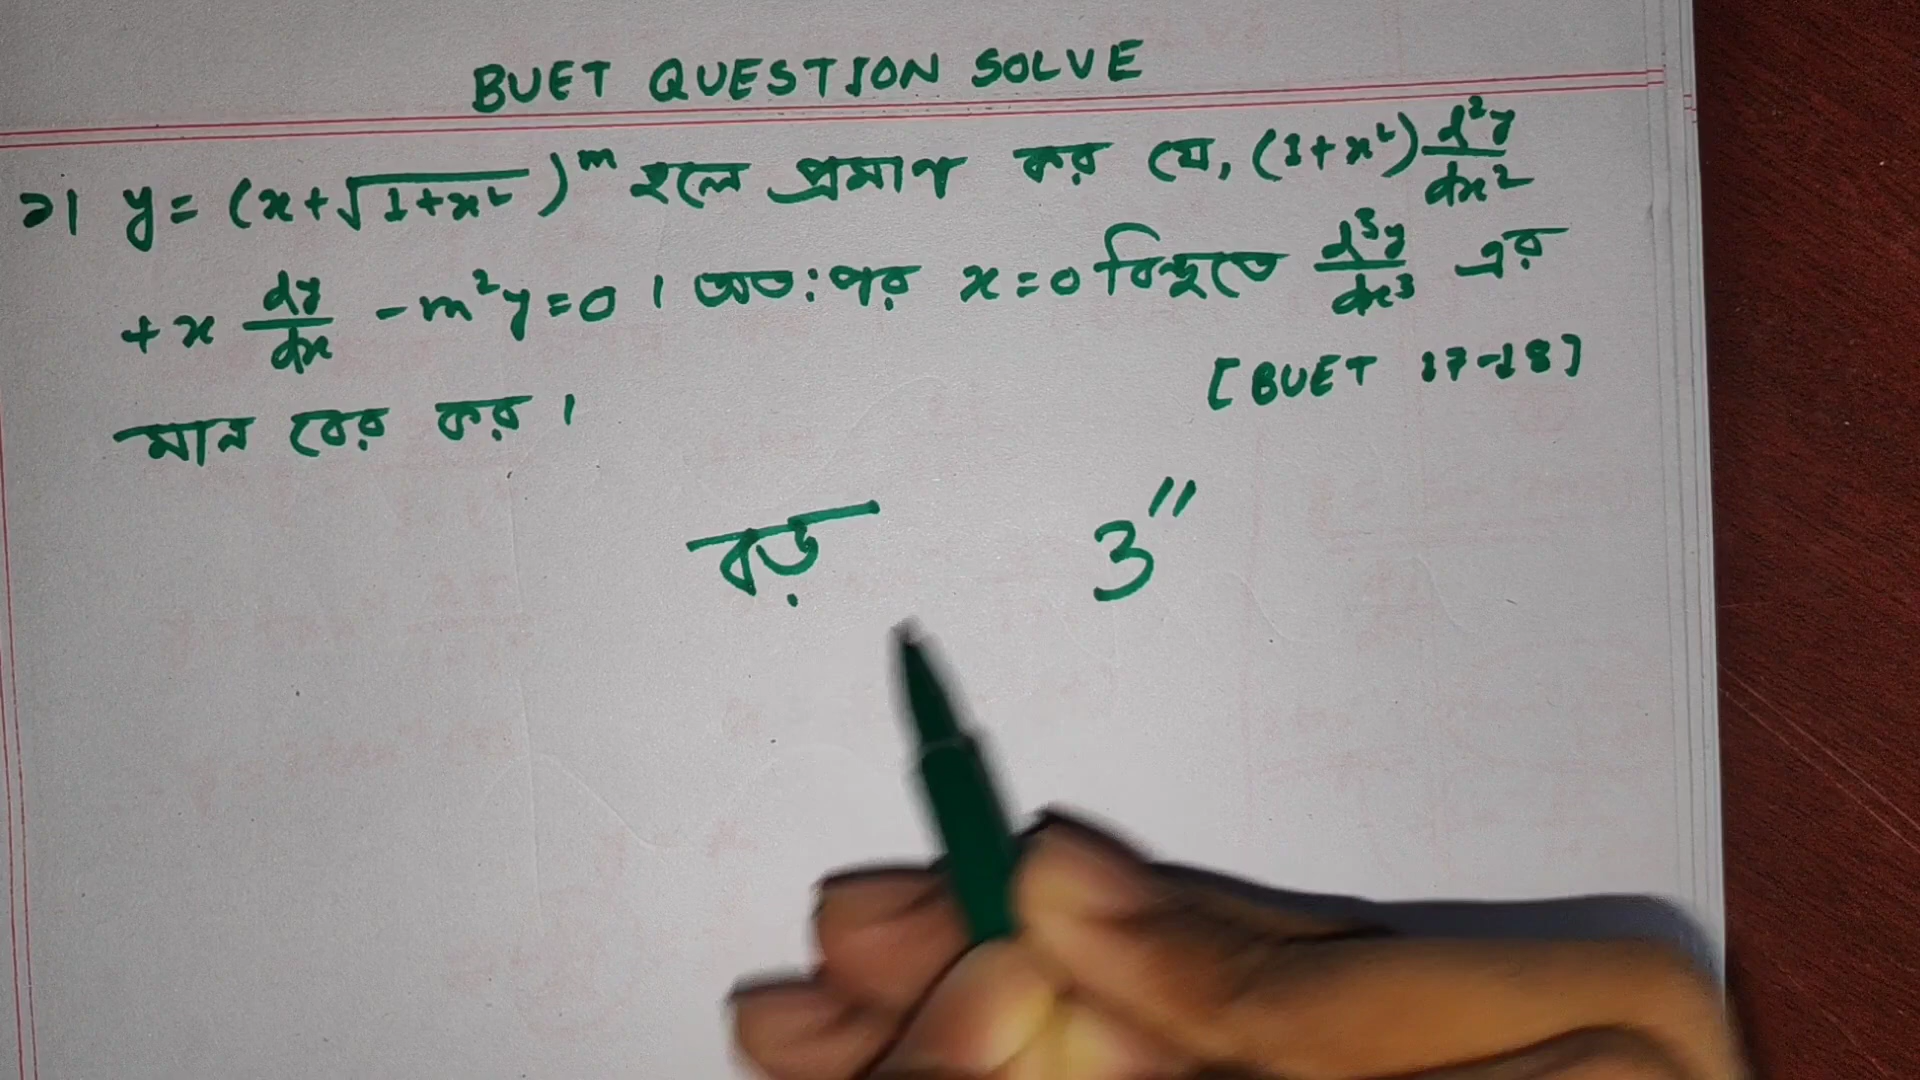 BUET QUESTION SOLVE
১। y = (x+√1+x²)ᵐ হলে প্রমাণ কর যে, (1+x²) d²y/dx²
+ x dy/dx - m²y = 0 । অত:পর x = 0 বিন্দুতে d³y/dx³ এর
মান বের কর ।
[BUET 17-18]
বড় 3"